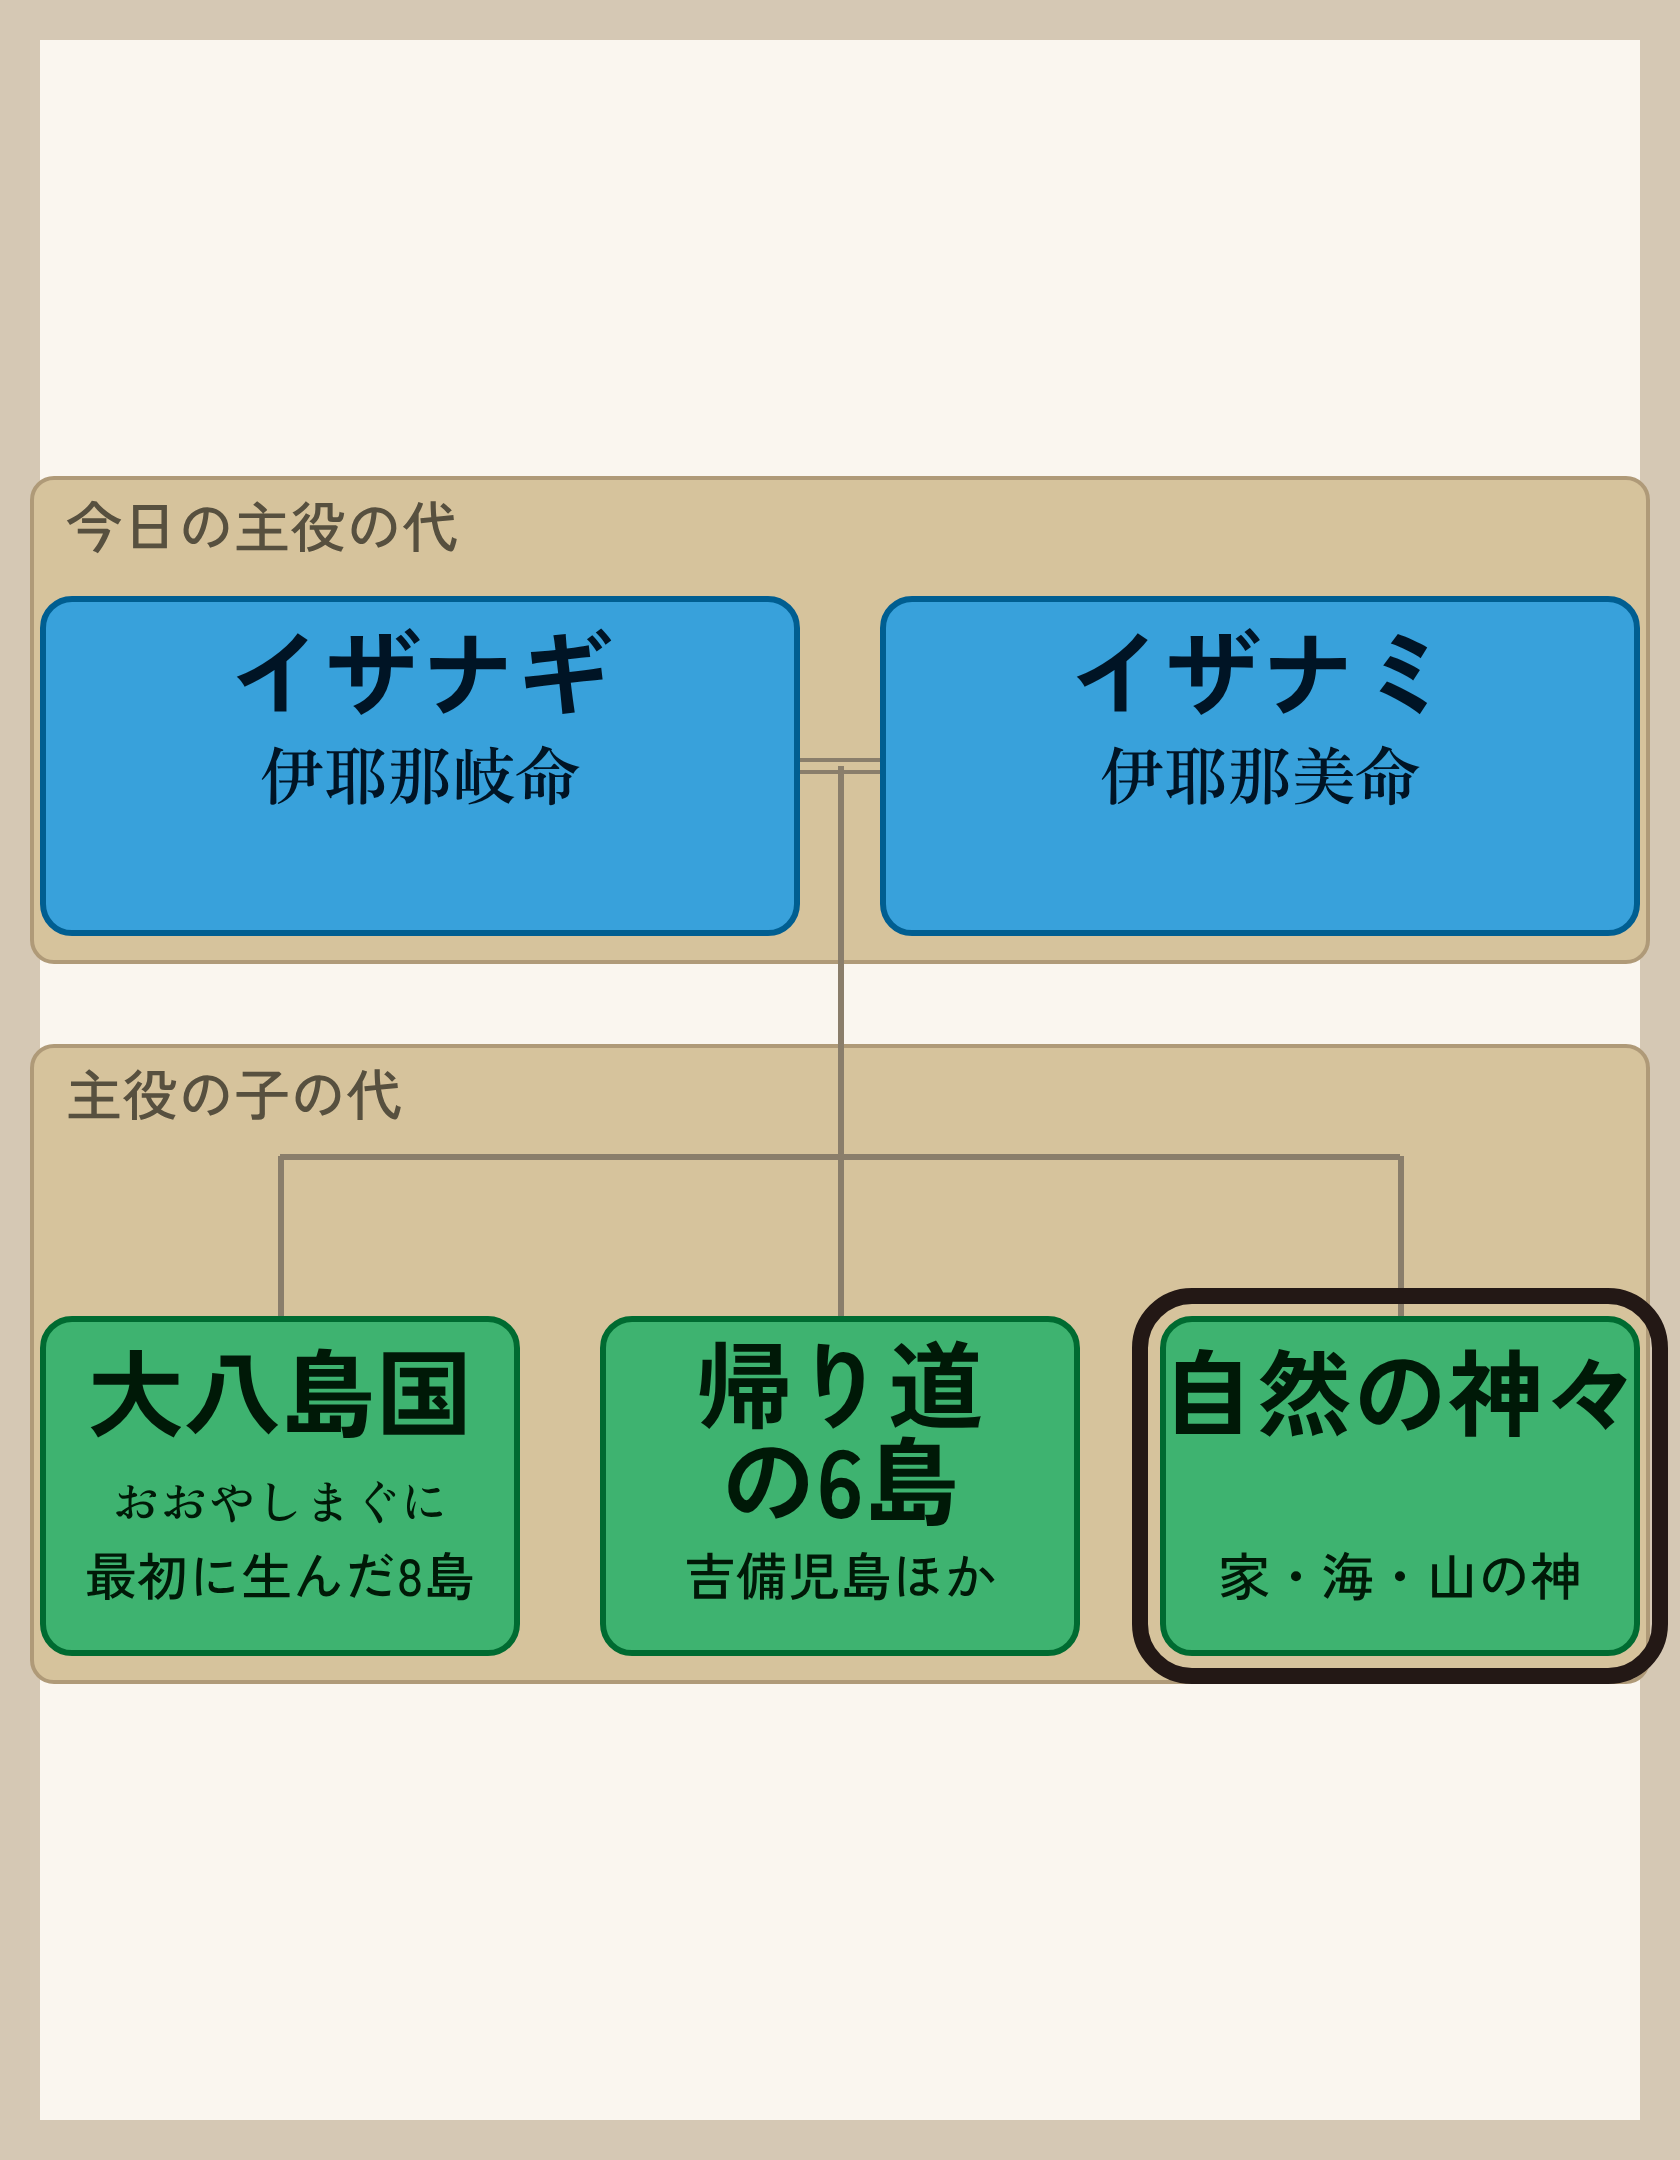 今日の主役の代
イザナギ
伊耶那岐命
イザナミ
伊耶那美命
主役の子の代
大八島国
おおやしまぐに
最初に生んだ8島
帰り道
の6島
吉備児島ほか
自然の神々
家・海・山の神